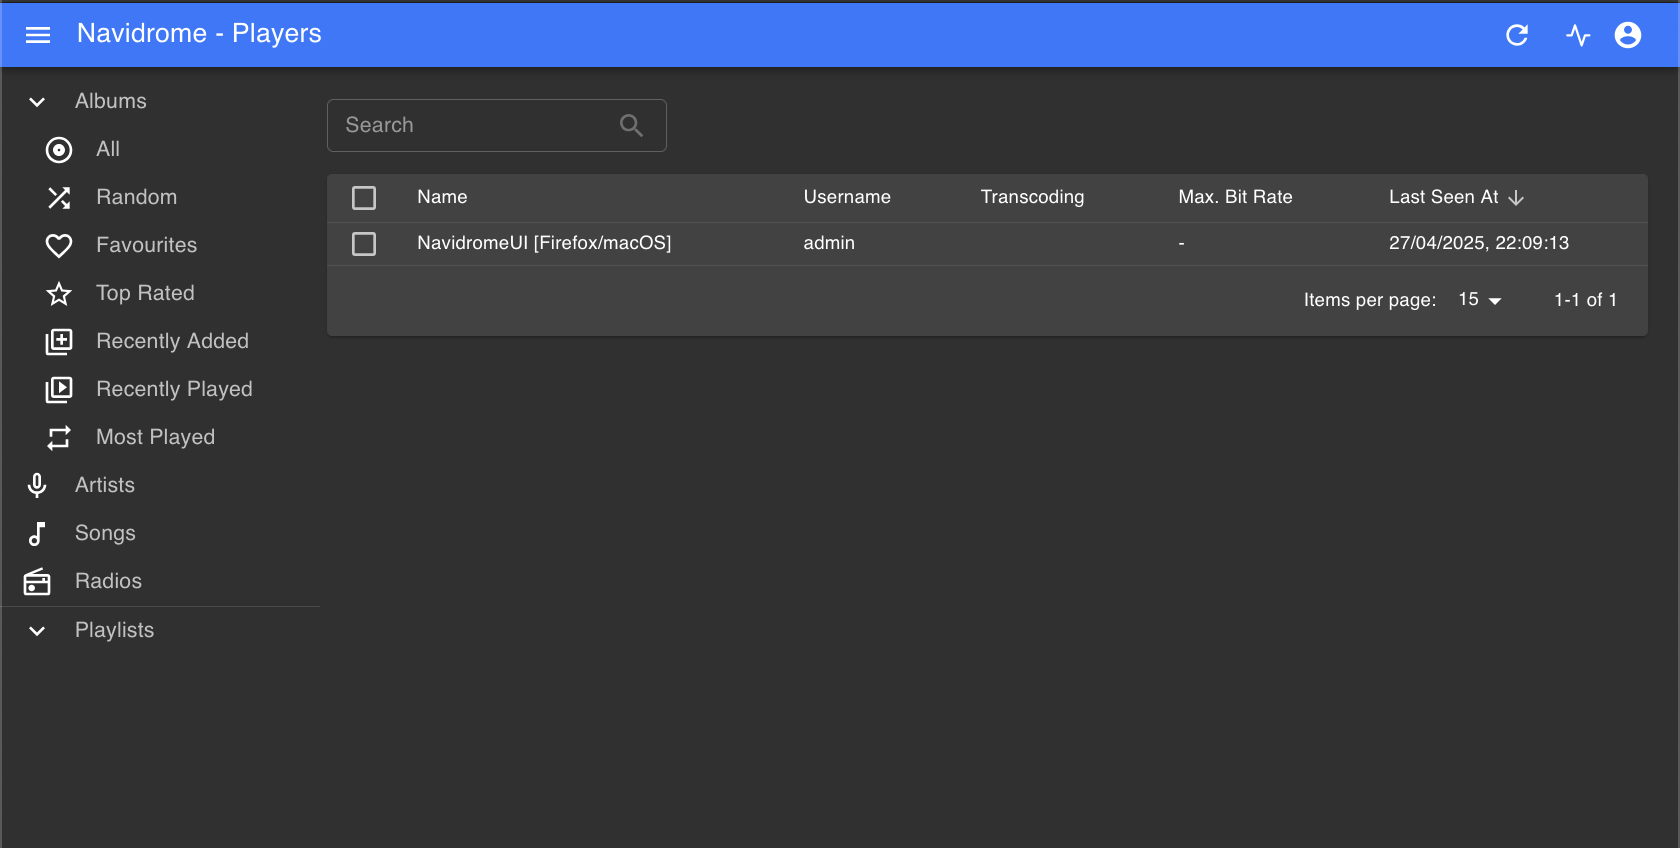 Navidrome - Players
Albums
All
Random
Favourites
Top Rated
Recently Added
Recently Played
Most Played
Artists
Songs
Radios
Playlists
Search
Name Username Transcoding Max. Bit Rate Last Seen At
NavidromeUI [Firefox/macOS] admin - 27/04/2025, 22:09:13
Items per page: 15 1-1 of 1